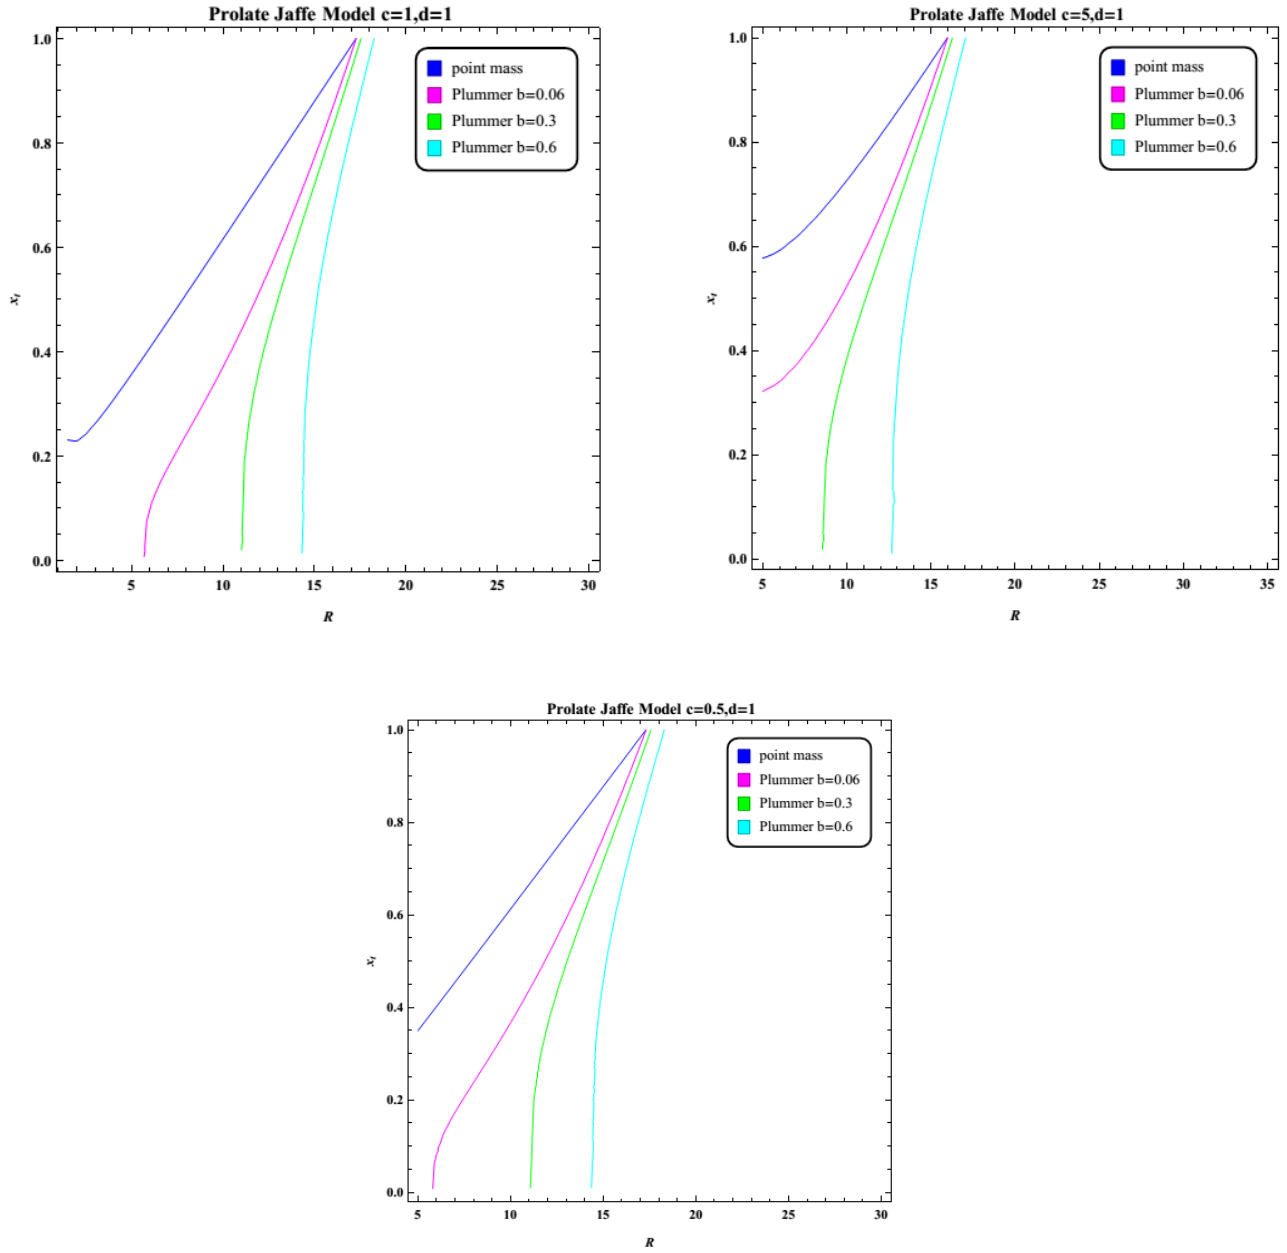 Prolate Jaffe Model c=1,d=1
1.0
0.8
0.6
0.4
0.2
0.0
x_t
5
10
15
20
25
30
R
point mass
Plummer b=0.06
Plummer b=0.3
Plummer b=0.6
Prolate Jaffe Model c=5,d=1
1.0
0.8
0.6
0.4
0.2
0.0
x_t
5
10
15
20
25
30
35
R
point mass
Plummer b=0.06
Plummer b=0.3
Plummer b=0.6
Prolate Jaffe Model c=0.5,d=1
1.0
0.8
0.6
0.4
0.2
0.0
x_t
5
10
15
20
25
30
R
point mass
Plummer b=0.06
Plummer b=0.3
Plummer b=0.6